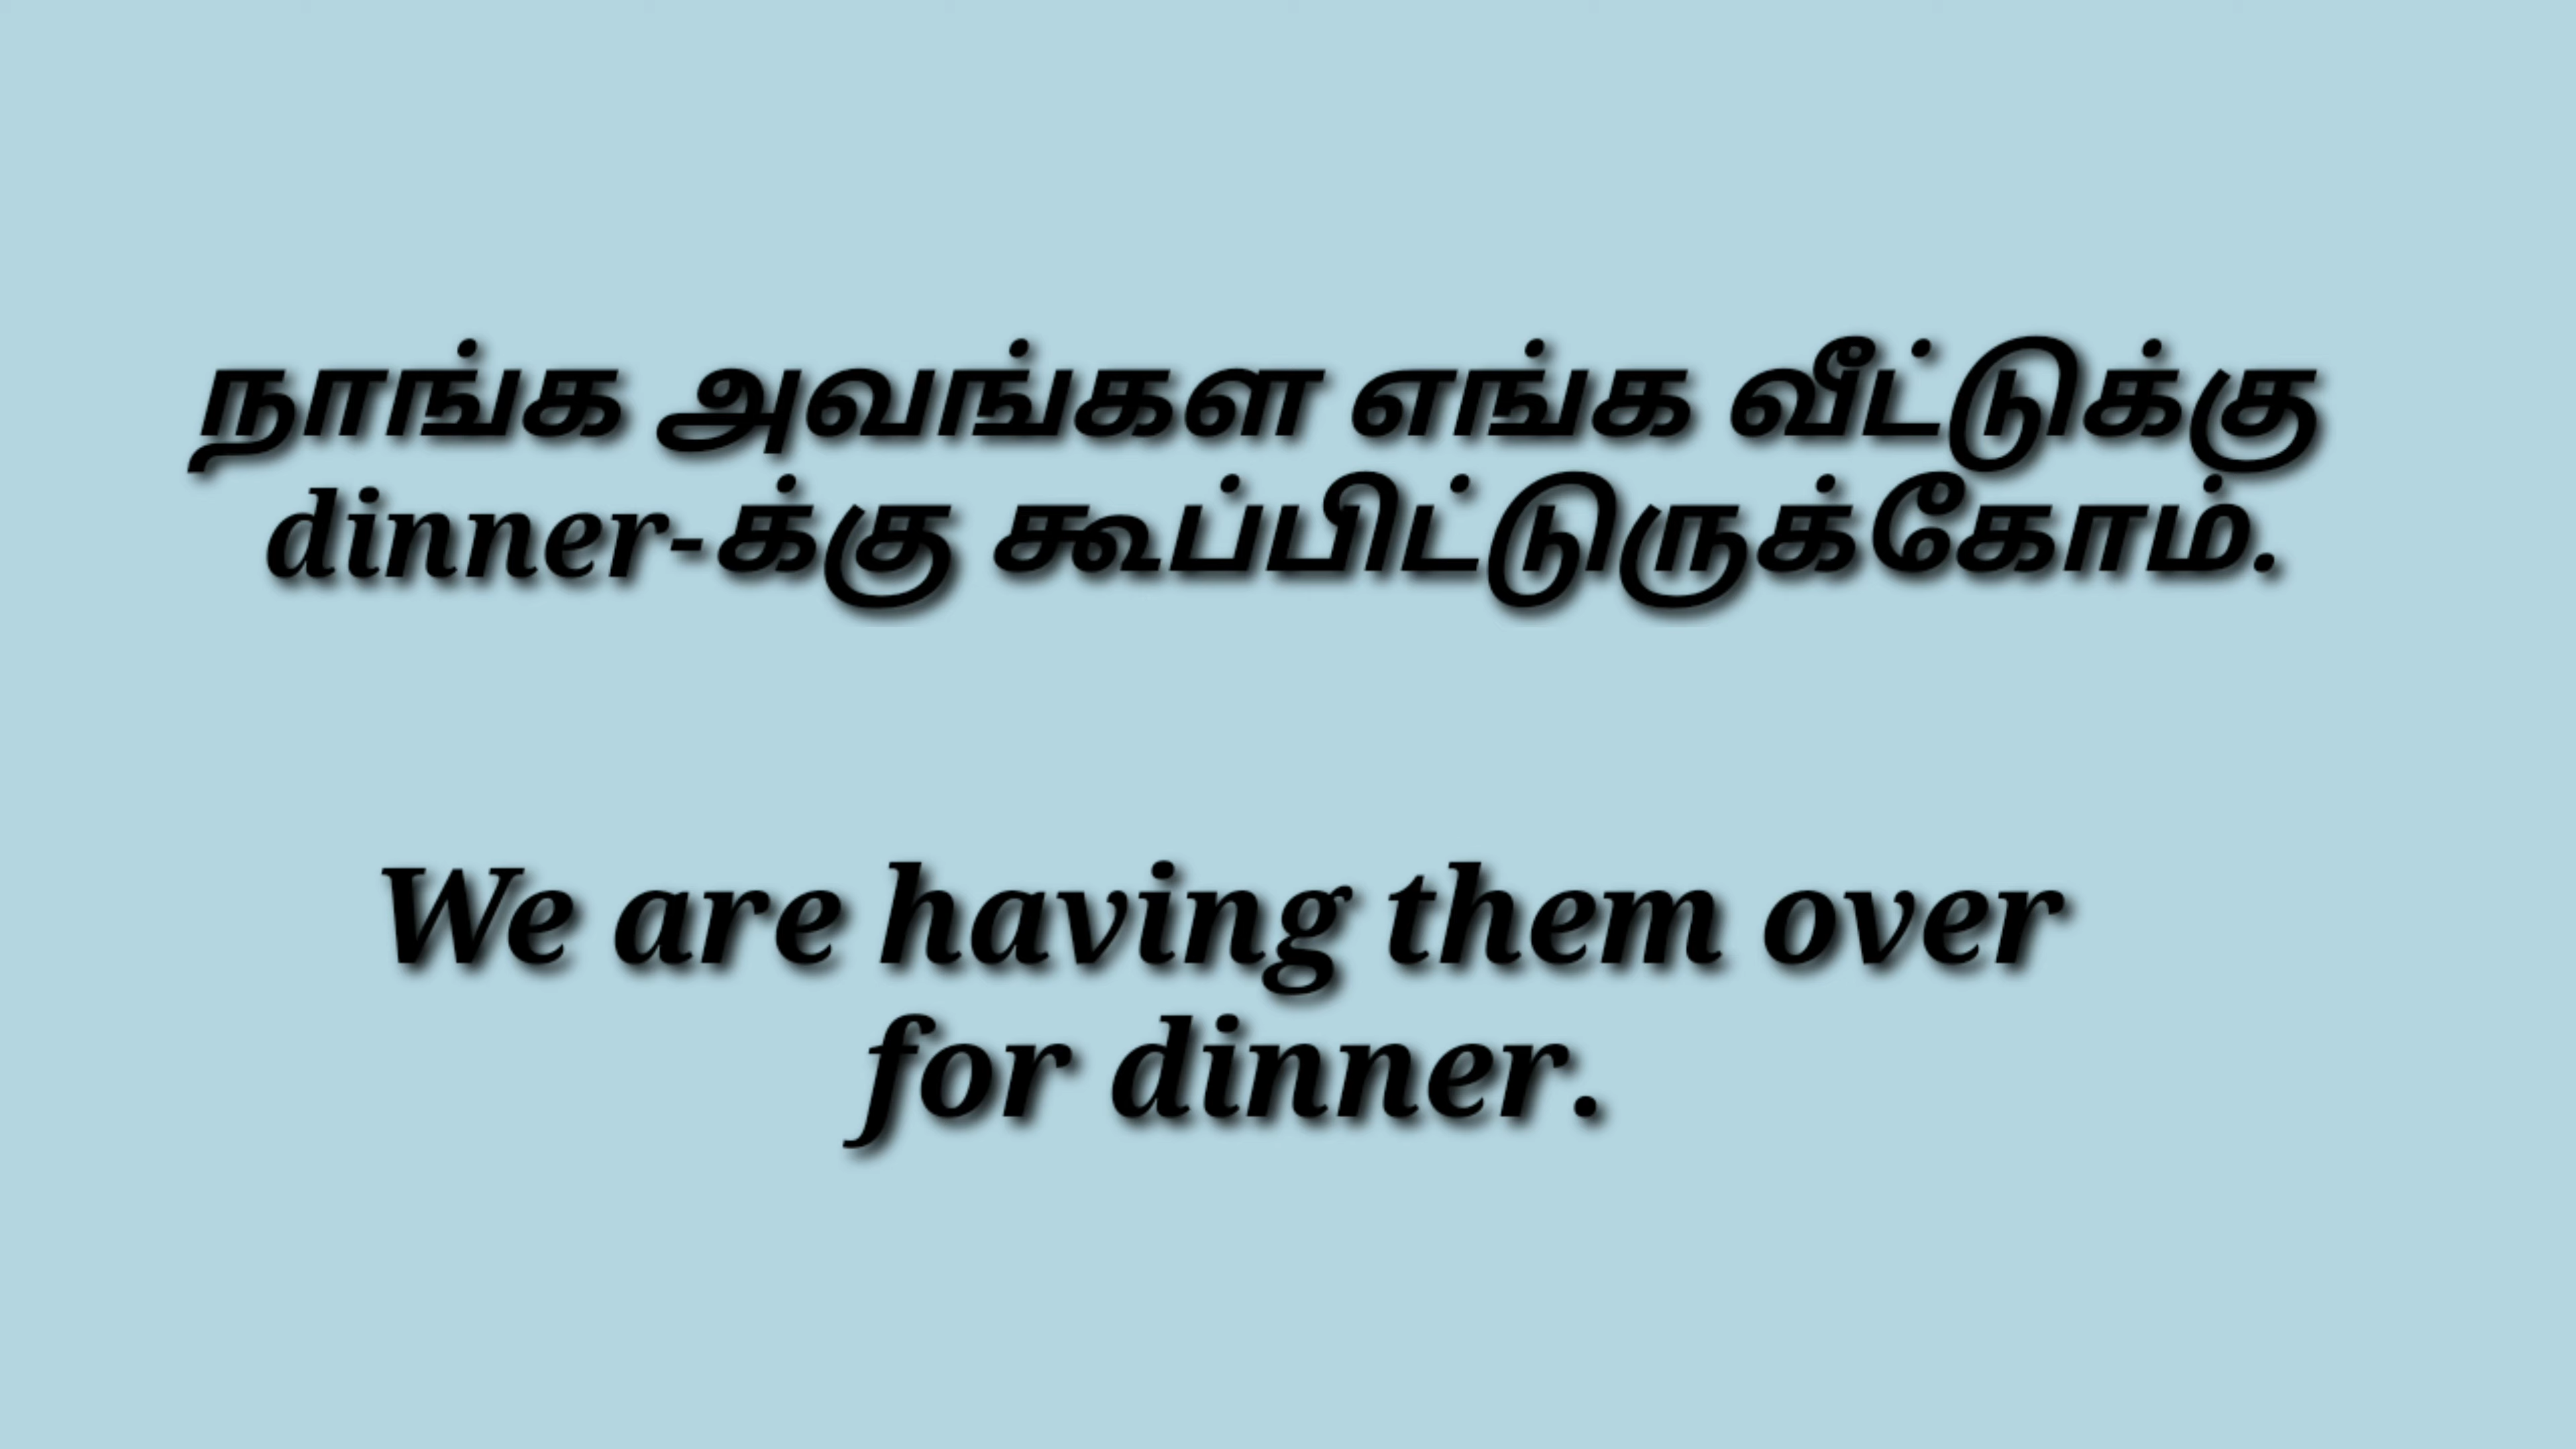 நாங்க அவங்கள எங்க வீட்டுக்கு
dinner-க்கு கூப்பிட்டுருக்கோம்.
We are having them over
for dinner.